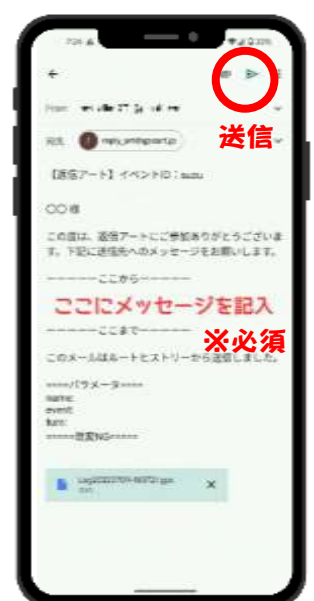 送信
【返信アート】イベントID：suzu
〇〇様
この度は、返信アートにご参加ありがとうございま
す。下記に送信先へのメッセージをお願いします。
ーーーーーここからーーーーー
ここにメッセージを記入
ーーーーーここまでーーーーー
※必須
このメールはルートヒストリーから送信しました。
====パラメータ====
name:
event:
turn:
=====改変NG=====